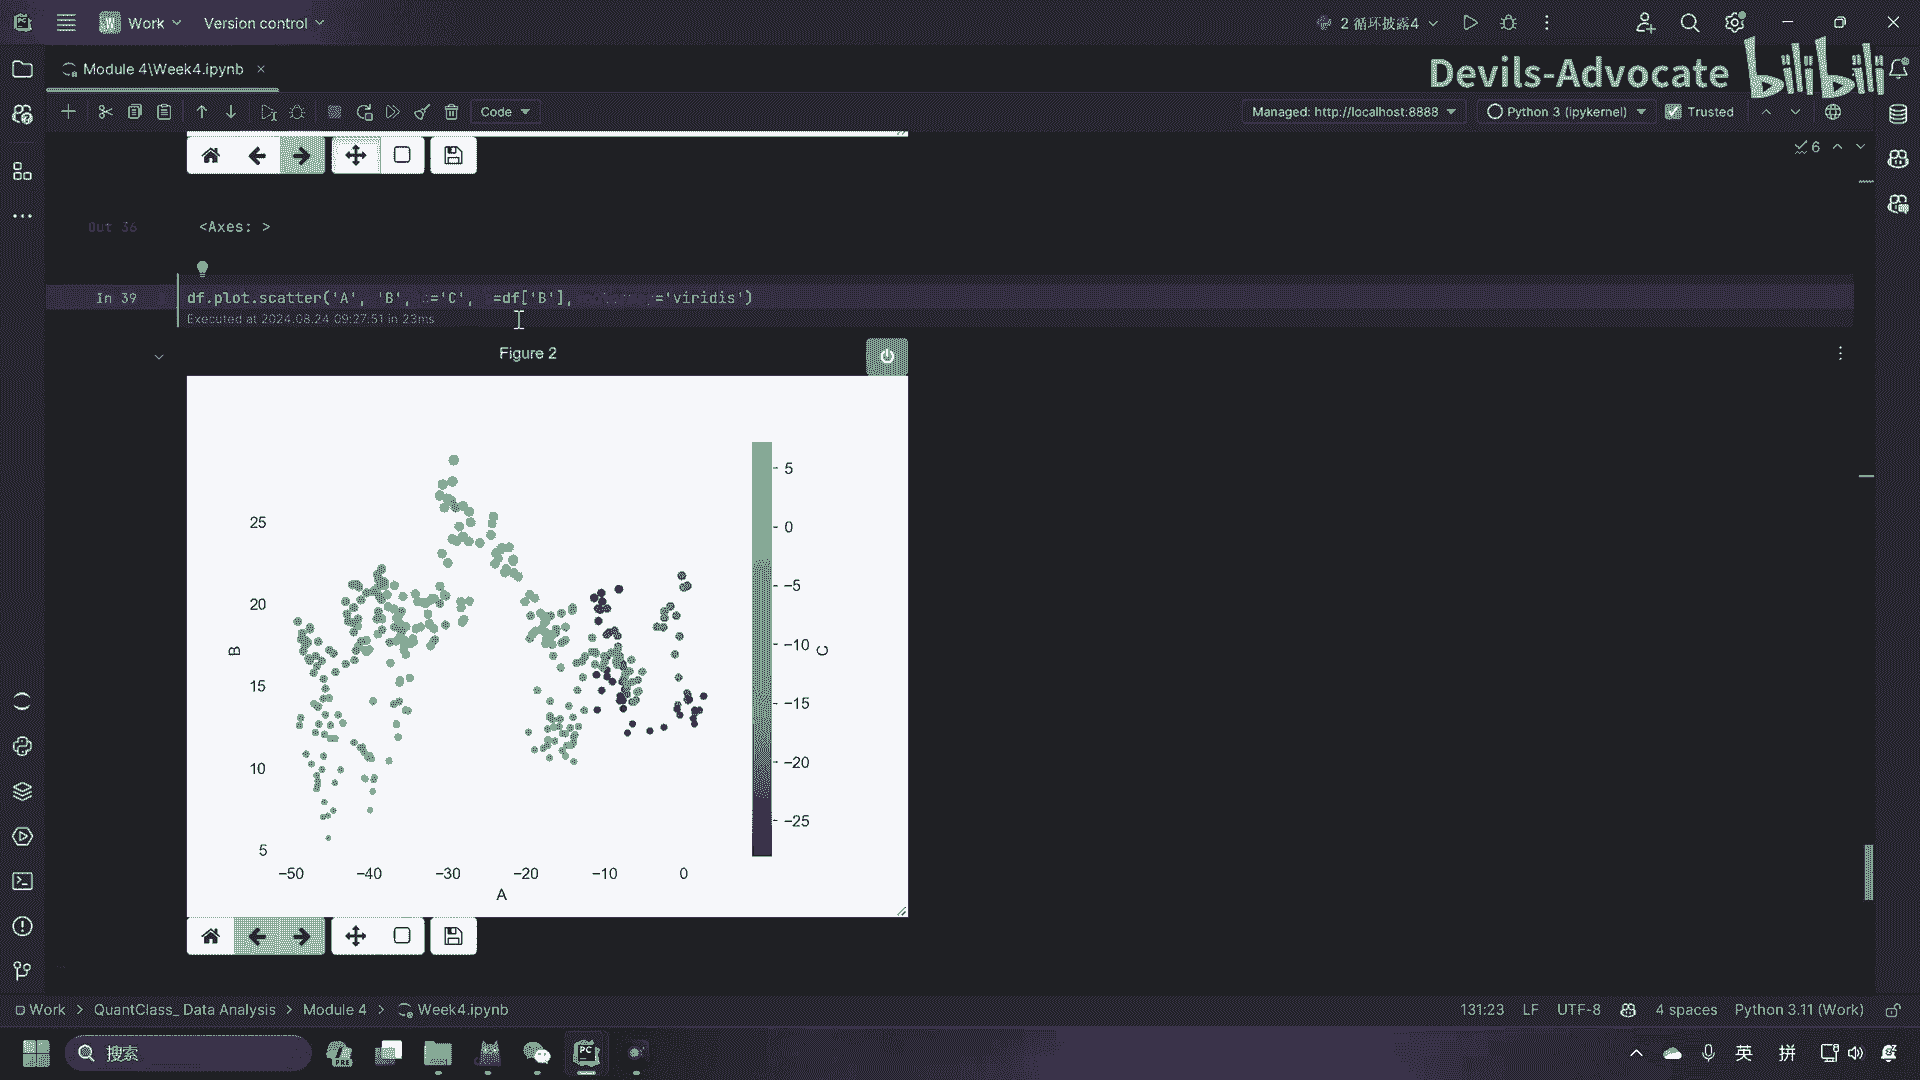 Work
Version control
2 循环披露4
Module 4\Week4.ipynb
Devils-Advocate bilibili
Code
Managed: http://localhost:8888
Python 3 (ipykernel)
Trusted
6
Out 36
<Axes: >
In 39
df.plot.scatter('A', 'B', c='C', =df['B'], ='viridis')
Executed at 2024.08.24 09:27:51 in 23ms
Figure 2
5
0
−5
−10
−15
−20
−25
C
25
20
15
10
5
B
−50
−40
−30
−20
−10
0
A
Work > QuantClass_ Data Analysis > Module 4 > Week4.ipynb
131:23
LF
UTF-8
4 spaces
Python 3.11 (Work)
搜索
英
拼